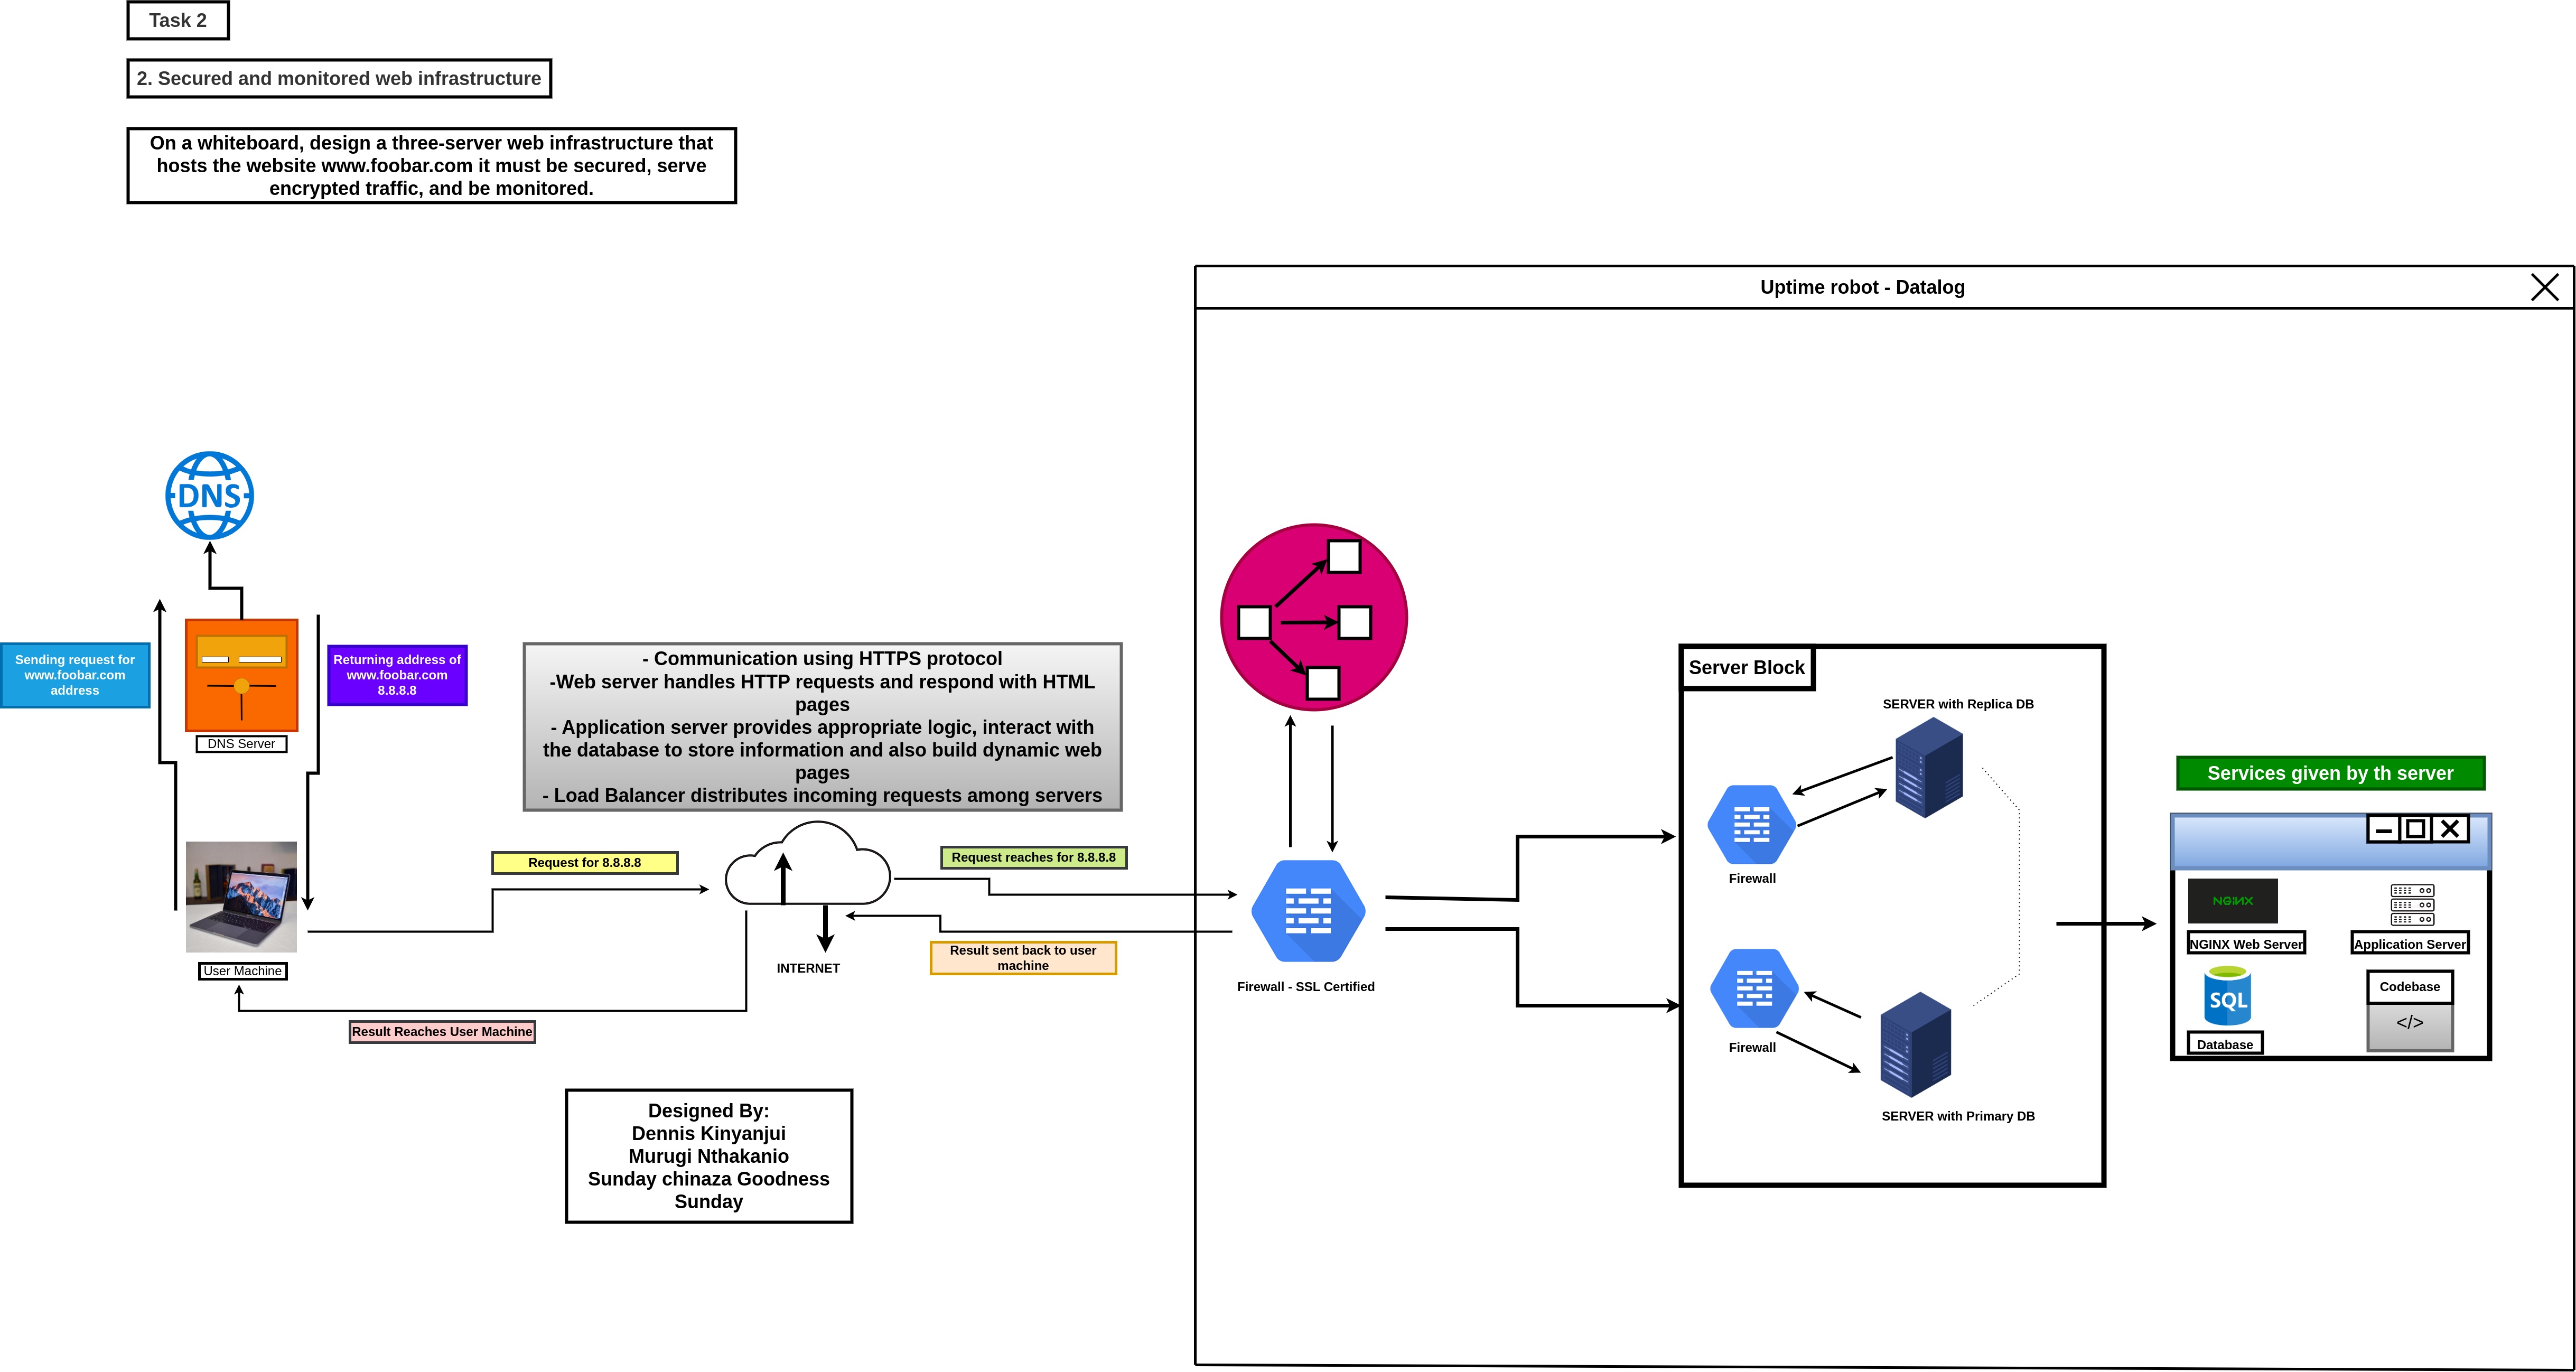 Task 2
2. Secured and monitored web infrastructure
On a whiteboard, design a three-server web infrastructure that
hosts the website www.foobar.com it must be secured, serve
encrypted traffic, and be monitored.
Uptime robot - Datalog
DNS
Sending request for
www.foobar.com
address
Returning address of
www.foobar.com
8.8.8.8
DNS Server
- Communication using HTTPS protocol
-Web server handles HTTP requests and respond with HTML
pages
- Application server provides appropriate logic, interact with
the database to store information and also build dynamic web
pages
- Load Balancer distributes incoming requests among servers
Server Block
SERVER with Replica DB
Services given by th server
Request for 8.8.8.8
Request reaches for 8.8.8.8
Firewall
NGINX
NGINX Web Server
Application Server
User Machine
INTERNET
Result sent back to user
machine
Firewall - SSL Certified
SQL
Codebase
</>
Result Reaches User Machine
Firewall
Database
SERVER with Primary DB
Designed By:
Dennis Kinyanjui
Murugi Nthakanio
Sunday chinaza Goodness
Sunday